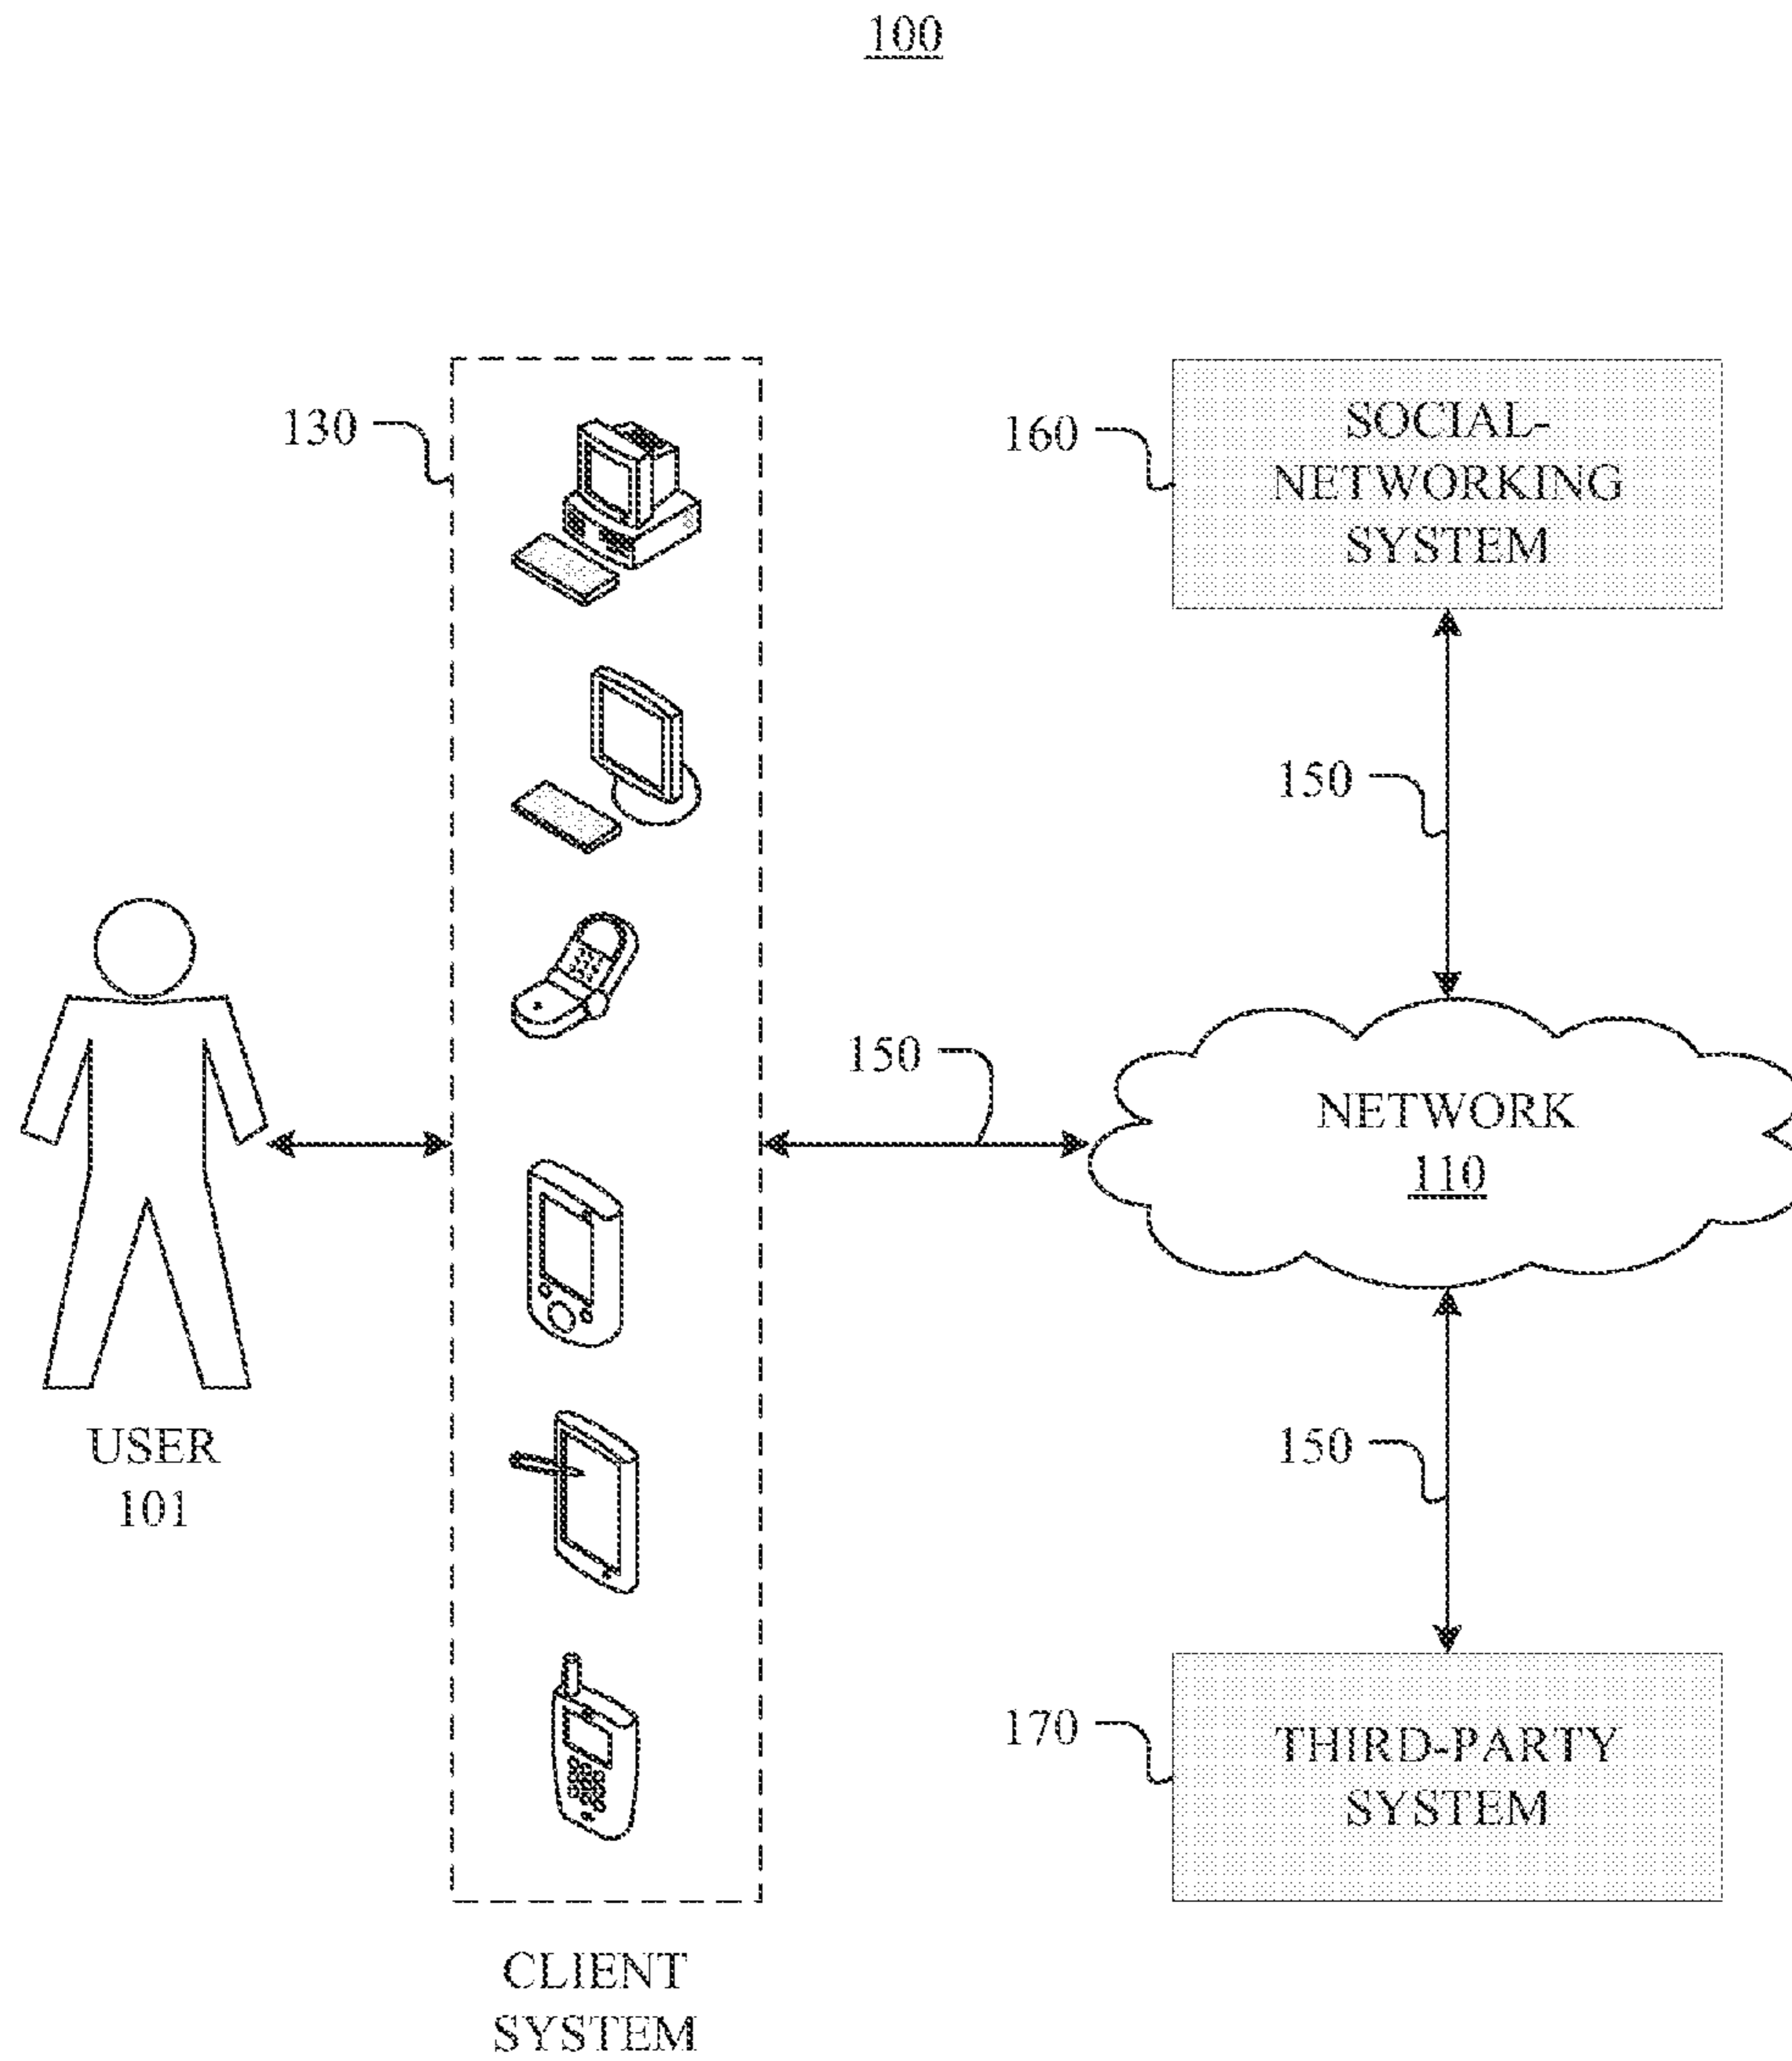 100
130
160
SOCIAL-
NETWORKING
SYSTEM
150
150
NETWORK
110
USER
101
150
170
THIRD-PARTY
SYSTEM
CLIENT
SYSTEM